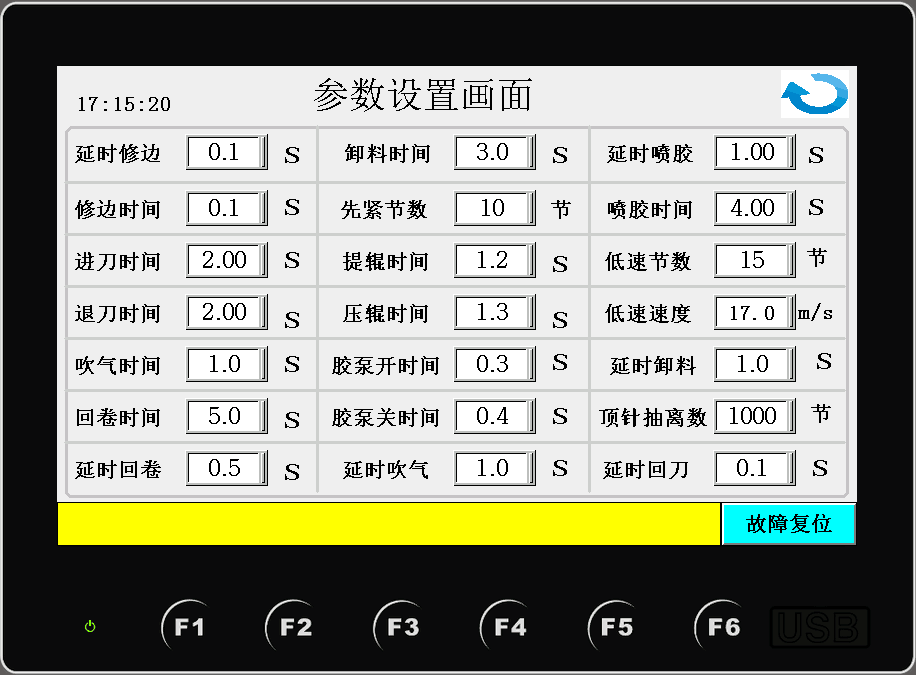 17:15:20 参数设置画面
延时修边 0.1 S 卸料时间 3.0 S 延时喷胶 1.00 S
修边时间 0.1 S 先紧节数 10 节 喷胶时间 4.00 S
进刀时间 2.00 S 提辊时间 1.2 S 低速节数 15 节
退刀时间 2.00 S 压辊时间 1.3 S 低速速度 17.0 m/s
吹气时间 1.0 S 胶泵开时间 0.3 S 延时卸料 1.0 S
回卷时间 5.0 S 胶泵关时间 0.4 S 顶针抽离数 1000 节
延时回卷 0.5 S 延时吹气 1.0 S 延时回刀 0.1 S
故障复位
F1 F2 F3 F4 F5 F6 USB